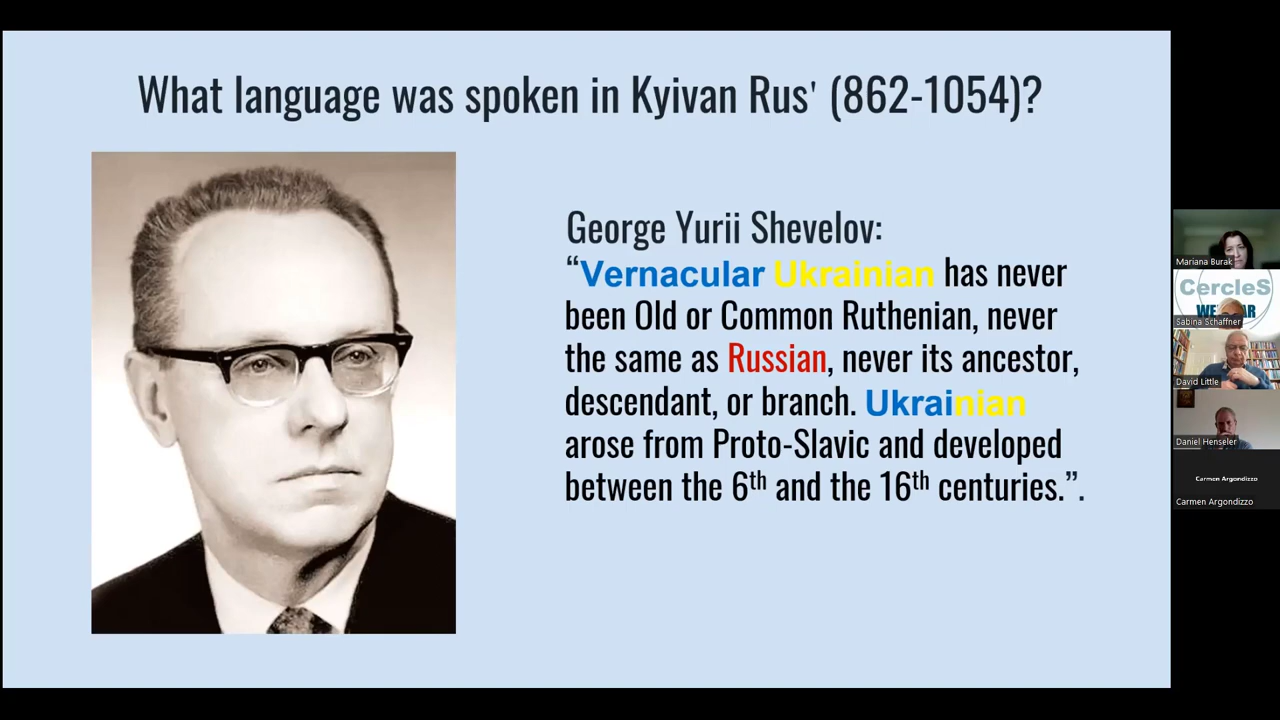 What language was spoken in Kyivan Rus' (862-1054)?
George Yurii Shevelov:
“Vernacular Ukrainian has never
been Old or Common Ruthenian, never
the same as Russian, never its ancestor,
descendant, or branch. Ukrainian
arose from Proto-Slavic and developed
between the 6th and the 16th centuries.”.
Mariana Burak
CercleS
Sabina Schaffner
David Little
Daniel Henseler
Carmen Argondizzo
Carmen Argondizzo